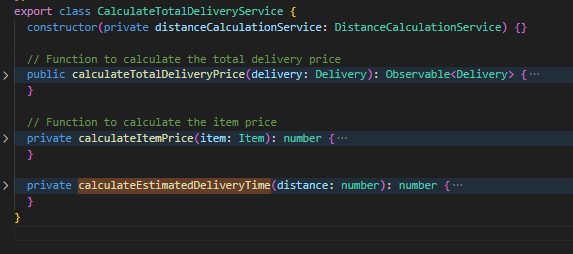 export class CalculateTotalDeliveryService {
constructor(private distanceCalculationService: DistanceCalculationService) {}
// Function to calculate the total delivery price
public calculateTotalDeliveryPrice(delivery: Delivery): Observable<Delivery> {…
}
// Function to calculate the item price
private calculateItemPrice(item: Item): number {…
}
private calculateEstimatedDeliveryTime(distance: number): number {…
}
}